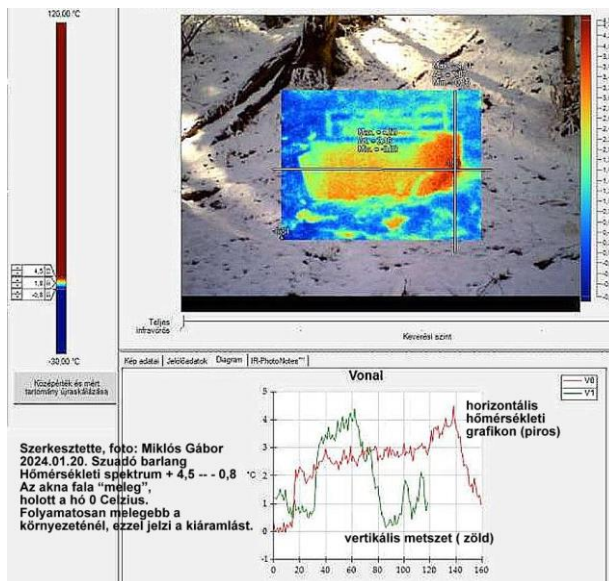 120,00 °C
4,5
1,8
-0,8
-30,00 °C
Középérték és mért
tartomány újraskálázása
Teljes
infravörös
Keverési szint
Kép adatai | Jelölőadatok | Diagram | IR-PhotoNotes™
Vonal
V0
V1
horizontális
hőmérsékleti
grafikon (piros)
vertikális metszet ( zöld)
°C
5
4
3
2
1
0
-1
0 20 40 60 80 100 120 140 160
Szerkesztette, foto: Miklós Gábor
2024.01.20. Szuadó barlang
Hőmérsékleti spektrum + 4,5 -- - 0,8
Az akna fala "meleg",
holott a hó 0 Celzius.
Folyamatosan melegebb a
környezeténél, ezzel jelzi a kiáramlást.